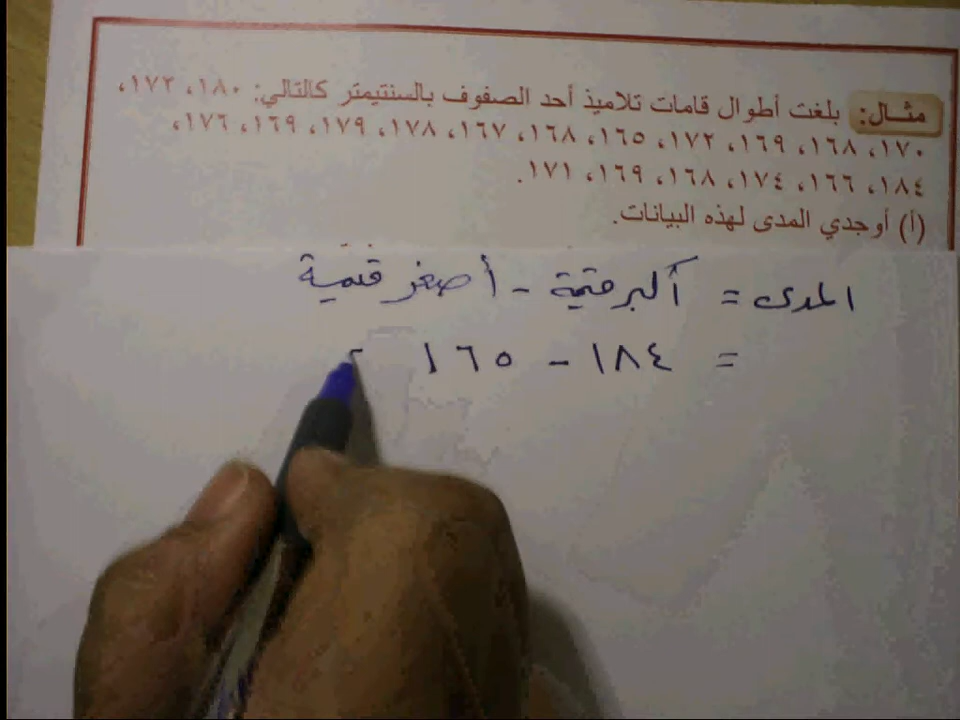 مثال: بلغت أطوال قامات تلاميذ أحد الصفوف بالسنتيمتر كالتالي: ١٨٠، ١٧٢،
١٧٠، ١٦٨، ١٦٩، ١٧٢، ١٦٥، ١٦٨، ١٦٧، ١٧٨، ١٧٩، ١٦٩، ١٧٦،
١٨٤، ١٦٦، ١٧٤، ١٦٨، ١٦٩، ١٧١.
(أ) أوجدي المدى لهذه البيانات.
المدى = أكبر قيمة - أصغر قيمة
= ١٨٤ - ١٦٥